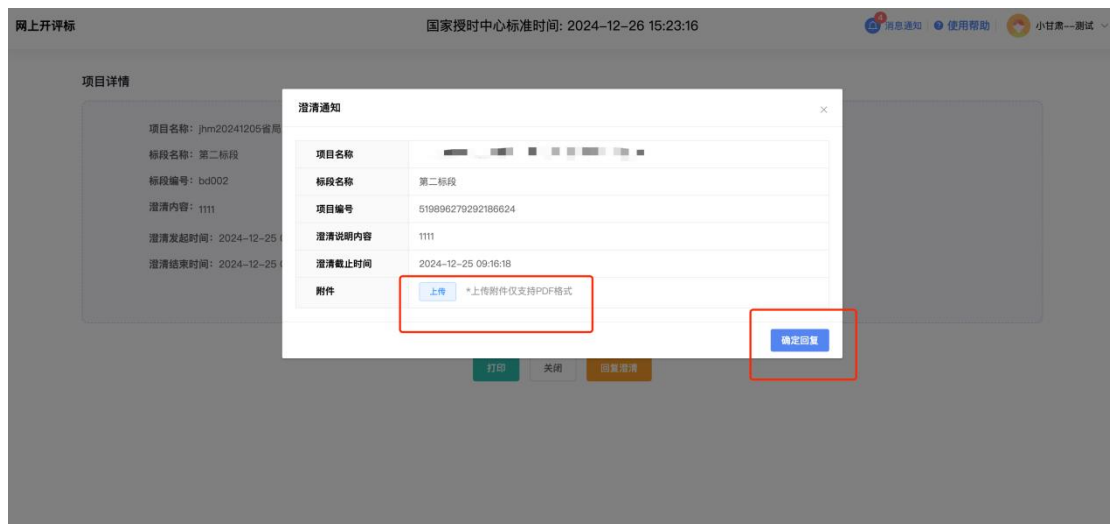 网上开评标
国家授时中心标准时间: 2024-12-26 15:23:16
4
消息通知
使用帮助
小甘肃--测试
项目详情
项目名称: jhm20241205省局
标段名称: 第二标段
标段编号: bd002
澄清内容: 1111
澄清发起时间: 2024-12-25
澄清结束时间: 2024-12-25
澄清通知
项目名称
标段名称 第二标段
项目编号 519896279292186624
澄清说明内容 1111
澄清截止时间 2024-12-25 09:16:18
附件 上传 *上传附件仅支持PDF格式
确定回复
打印 关闭 回复澄清